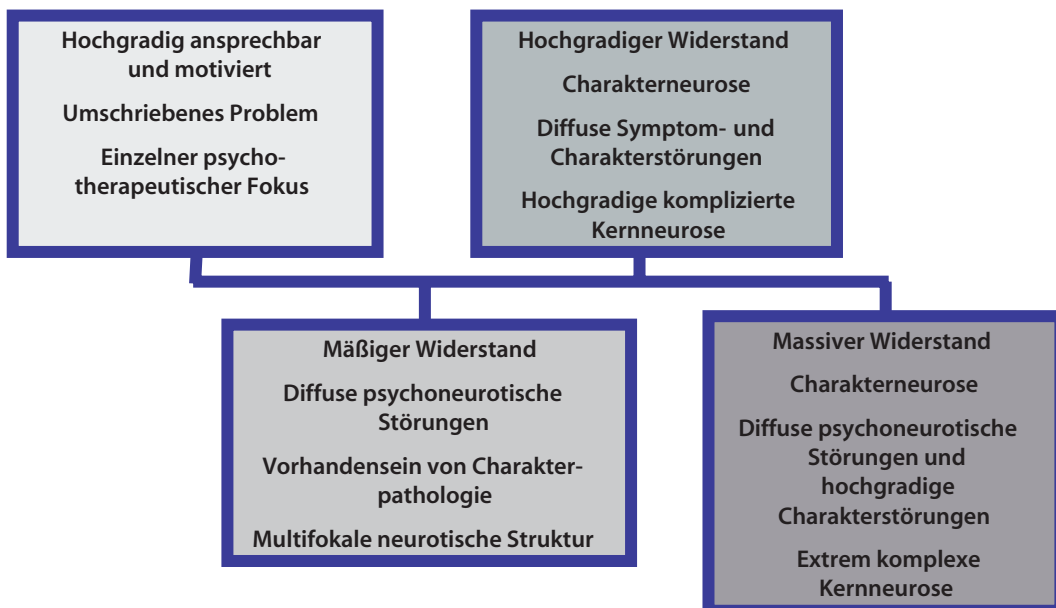 Hochgradig ansprechbar
und motiviert
Umschriebenes Problem
Einzelner psycho-
therapeutischer Fokus
Hochgradiger Widerstand
Charakterneurose
Diffuse Symptom- und
Charakterstörungen
Hochgradige komplizierte
Kernneurose
Mäßiger Widerstand
Diffuse psychoneurotische
Störungen
Vorhandensein von Charakter-
pathologie
Multifokale neurotische Struktur
Massiver Widerstand
Charakterneurose
Diffuse psychoneurotische
Störungen und
hochgradige
Charakterstörungen
Extrem komplexe
Kernneurose